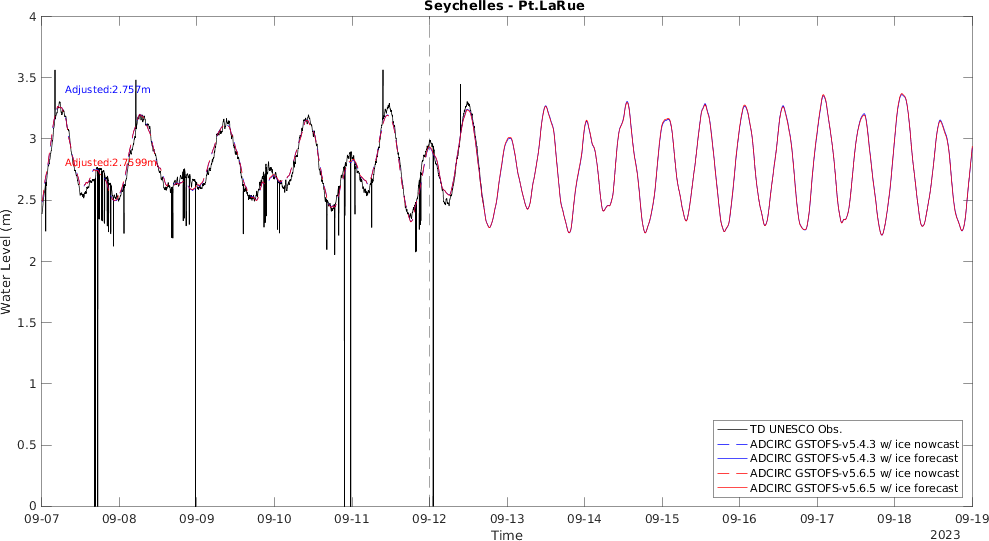 Seychelles - Pt.LaRue
4
3.5
3
2.5
2
1.5
1
0.5
0
Water Level (m)
Adjusted:2.757m
Adjusted:2.7599m
TD UNESCO Obs.
ADCIRC GSTOFS-v5.4.3 w/ ice nowcast
ADCIRC GSTOFS-v5.4.3 w/ ice forecast
ADCIRC GSTOFS-v5.6.5 w/ ice nowcast
ADCIRC GSTOFS-v5.6.5 w/ ice forecast
09-07 09-08 09-09 09-10 09-11 09-12 09-13 09-14 09-15 09-16 09-17 09-18 09-19
Time
2023